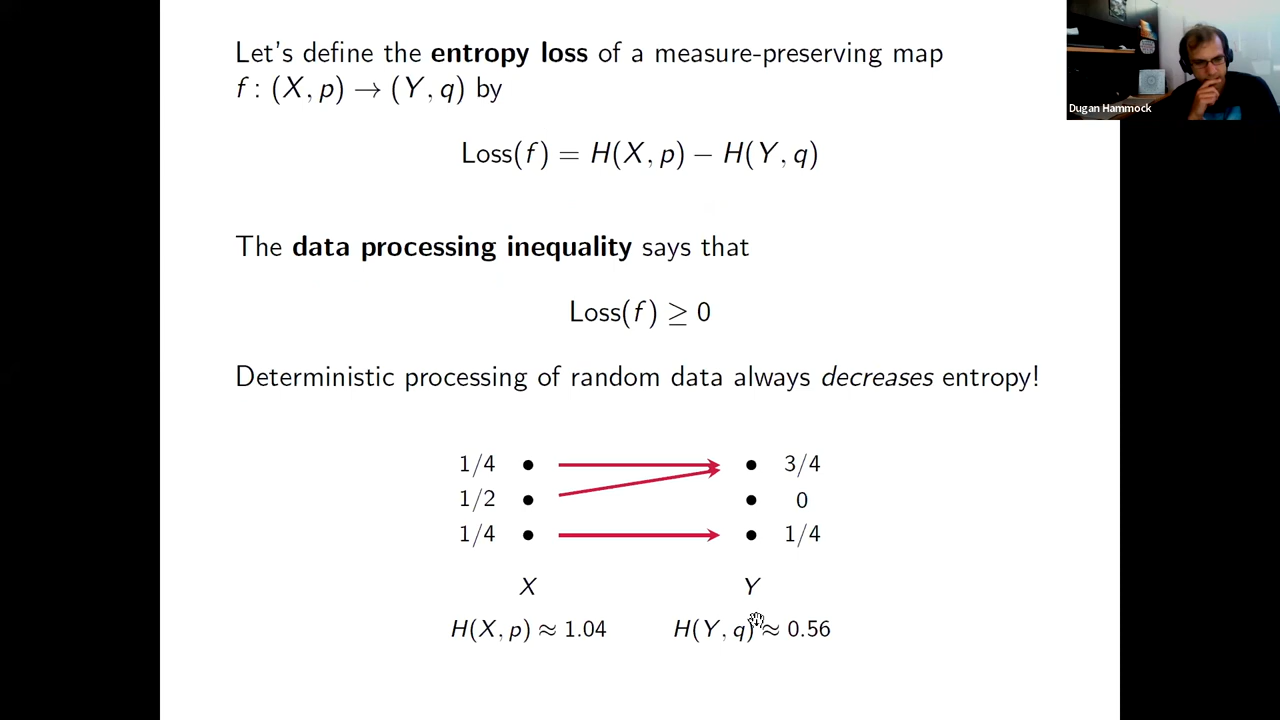 Let's define the entropy loss of a measure-preserving map
f : (X, p) → (Y, q) by
Loss(f) = H(X, p) − H(Y, q)
The data processing inequality says that
Loss(f) ≥ 0
Deterministic processing of random data always decreases entropy!
1/4 • • 3/4
1/2 • • 0
1/4 • • 1/4
X Y
H(X, p) ≈ 1.04 H(Y, q) ≈ 0.56
Dugan Hammock